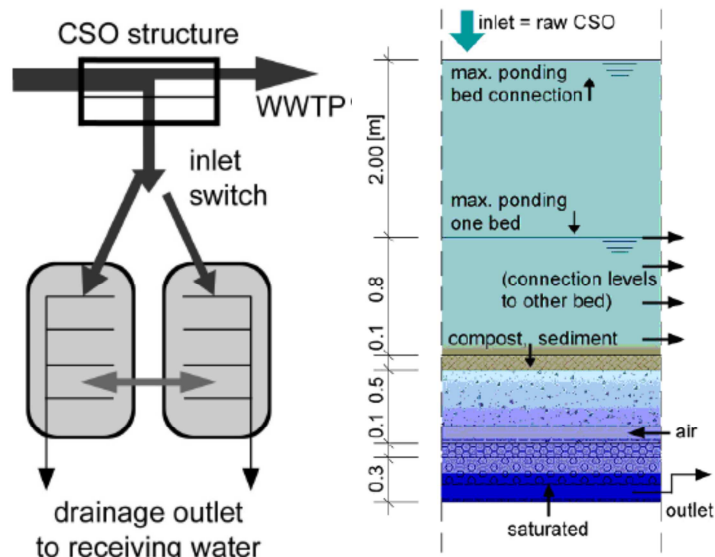 CSO structure
WWTP
inlet
switch
drainage outlet
to receiving water
inlet = raw CSO
max. ponding
bed connection
2.00 [m]
max. ponding
one bed
0.8
(connection levels
to other bed)
0.1
compost, sediment
0.5
0.1
air
0.3
outlet
saturated